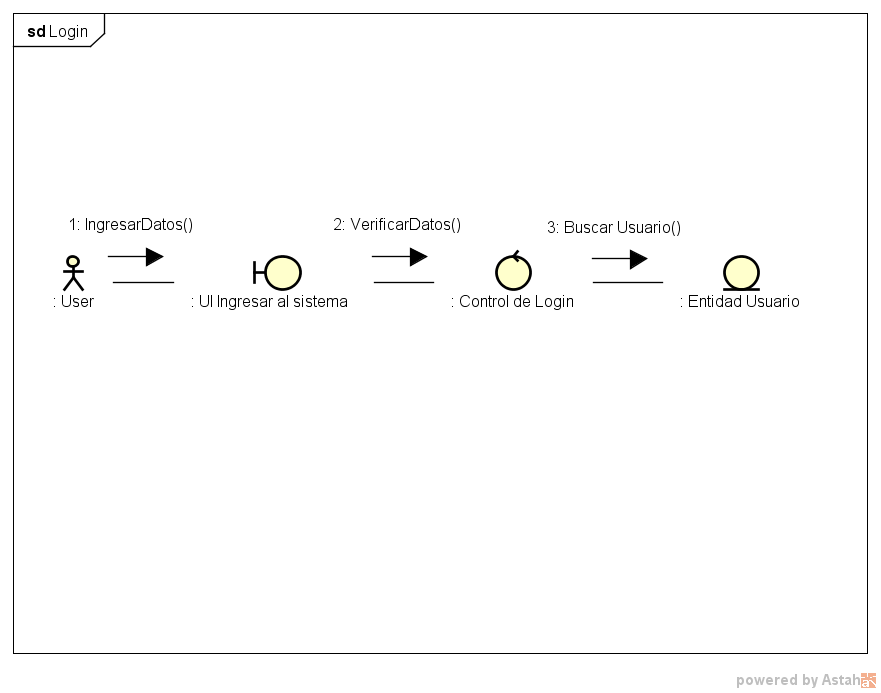 sd Login
1: IngresarDatos()
2: VerificarDatos()
3: Buscar Usuario()
: User
: UI Ingresar al sistema
: Control de Login
: Entidad Usuario
powered by Astah